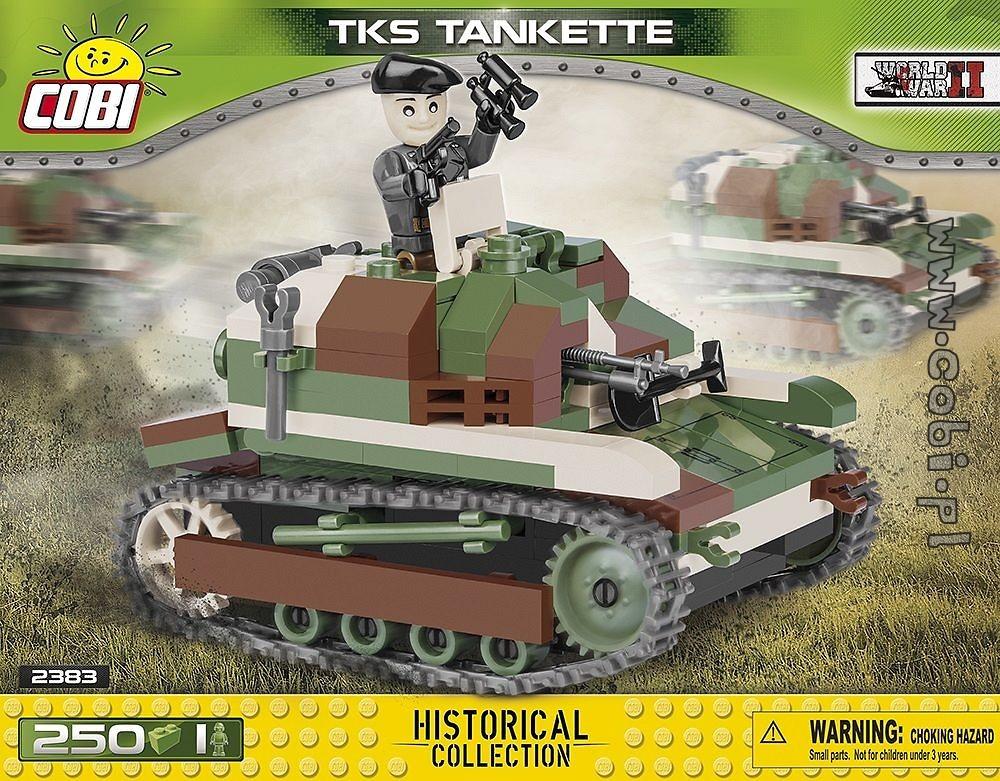 TKS TANKETTE
COBI
WORLD WAR II
www.cobi.pl
2383
250 1
HISTORICAL
COLLECTION
WARNING: CHOKING HAZARD
Small parts. Not for children under 3 years.